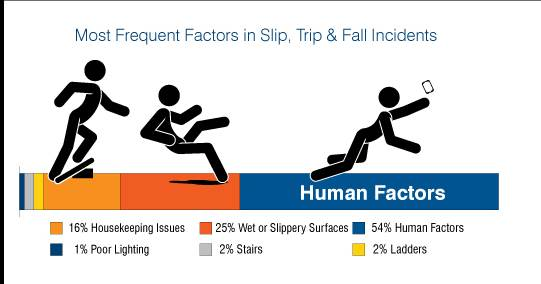 Most Frequent Factors in Slip, Trip & Fall Incidents
Human Factors
16% Housekeeping Issues
25% Wet or Slippery Surfaces
54% Human Factors
1% Poor Lighting
2% Stairs
2% Ladders